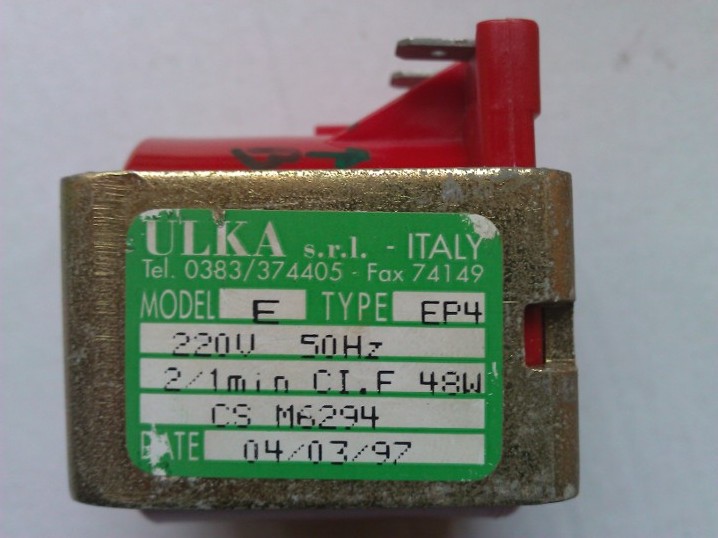 ULKA s.r.l. - ITALY
Tel. 0383/374405 - Fax 74149
MODEL E TYPE EP4
220V 50Hz
2/1min CI.F 48W
CS M6294
DATE 04/03/97